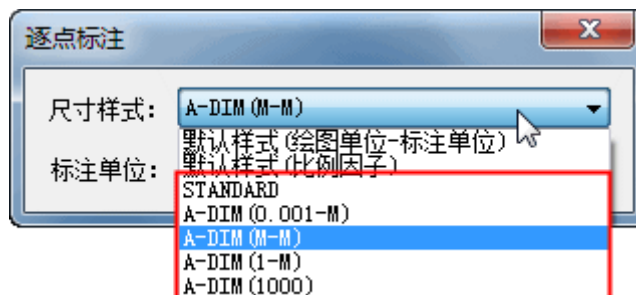 逐点标注
尺寸样式: A-DIM(M-M)
默认样式(绘图单位-标注单位)
标注单位: 默认样式(比例因子)
STANDARD
A-DIM(0.001-M)
A-DIM(M-M)
A-DIM(1-M)
A-DIM(1000)